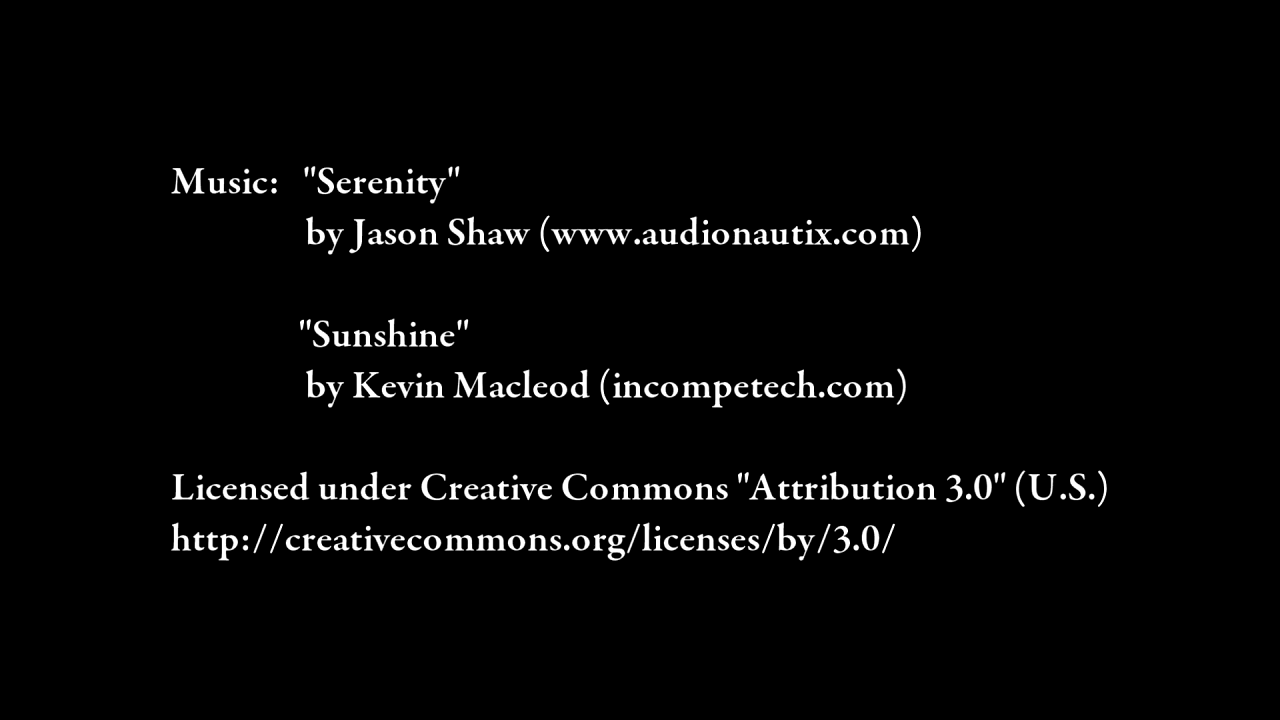 Music: "Serenity"
by Jason Shaw (www.audionautix.com)
"Sunshine"
by Kevin Macleod (incompetech.com)
Licensed under Creative Commons "Attribution 3.0" (U.S.)
http://creativecommons.org/licenses/by/3.0/